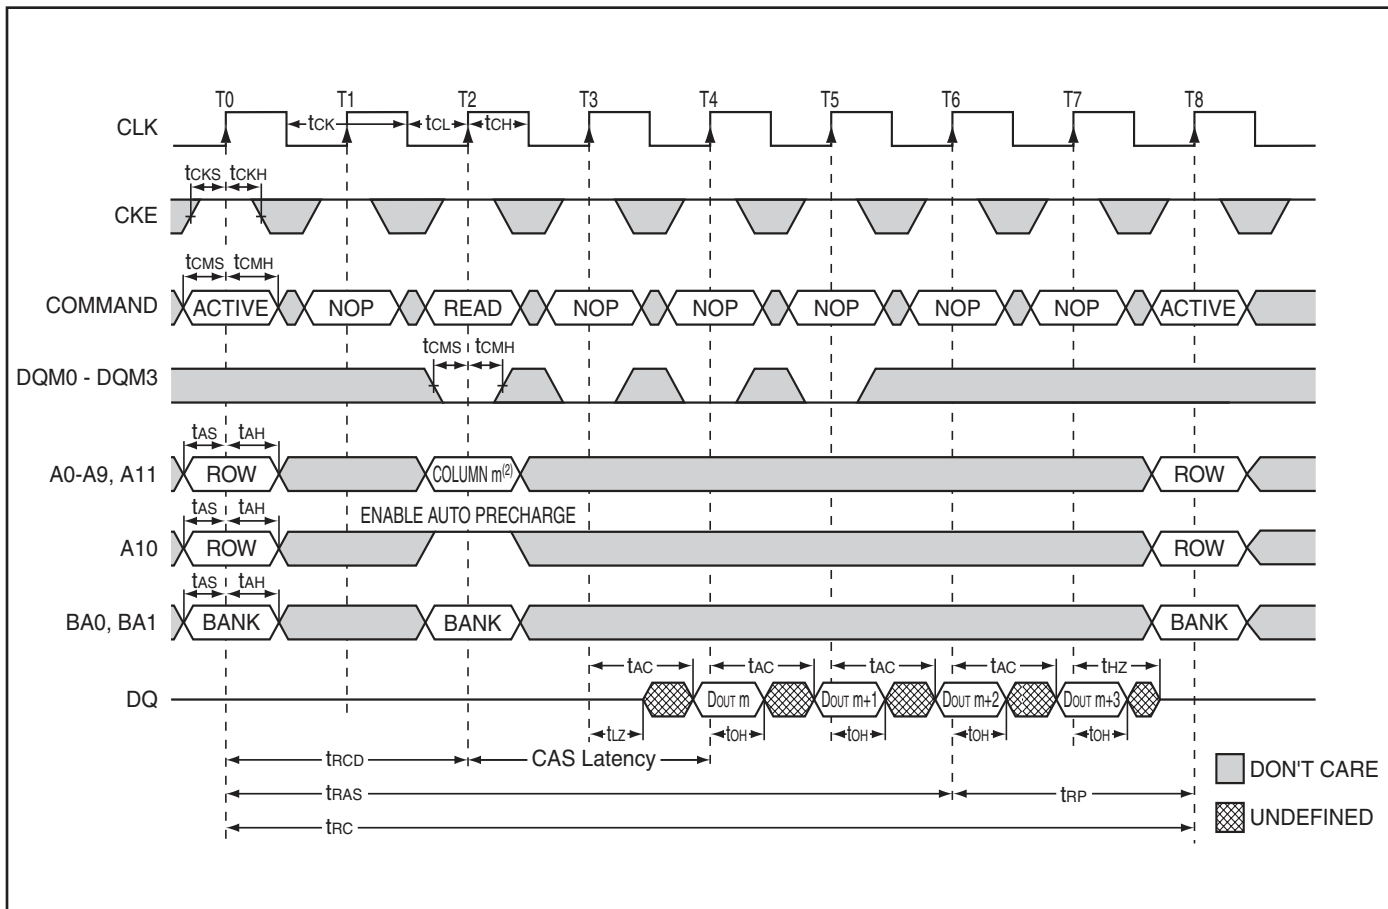 T0 T1 T2 T3 T4 T5 T6 T7 T8
CLK tCK tCL tCH
tCKS tCKH
CKE
tCMS tCMH
COMMAND ACTIVE NOP READ NOP NOP NOP NOP NOP ACTIVE
tCMS tCMH
DQM0 - DQM3
tAS tAH
A0-A9, A11 ROW COLUMN m(2) ROW
tAS tAH ENABLE AUTO PRECHARGE
A10 ROW ROW
tAS tAH
BA0, BA1 BANK BANK BANK
tAC tAC tAC tAC tHZ
DQ DOUT m DOUT m+1 DOUT m+2 DOUT m+3
tLZ tOH tOH tOH tOH
tRCD CAS Latency
DON'T CARE
tRAS tRP
UNDEFINED
tRC